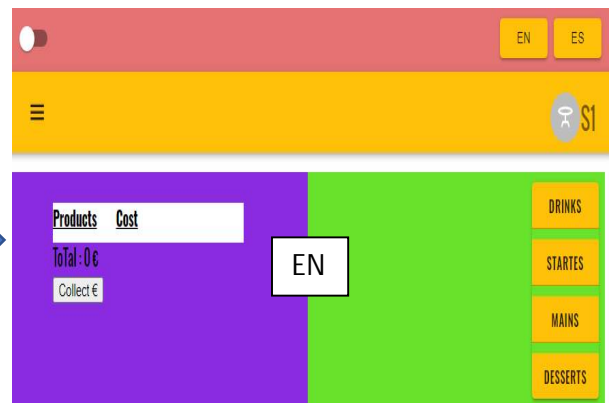 EN ES
S1
Products Cost
ToTal : 0 €
Collect €
EN
DRINKS
STARTES
MAINS
DESSERTS